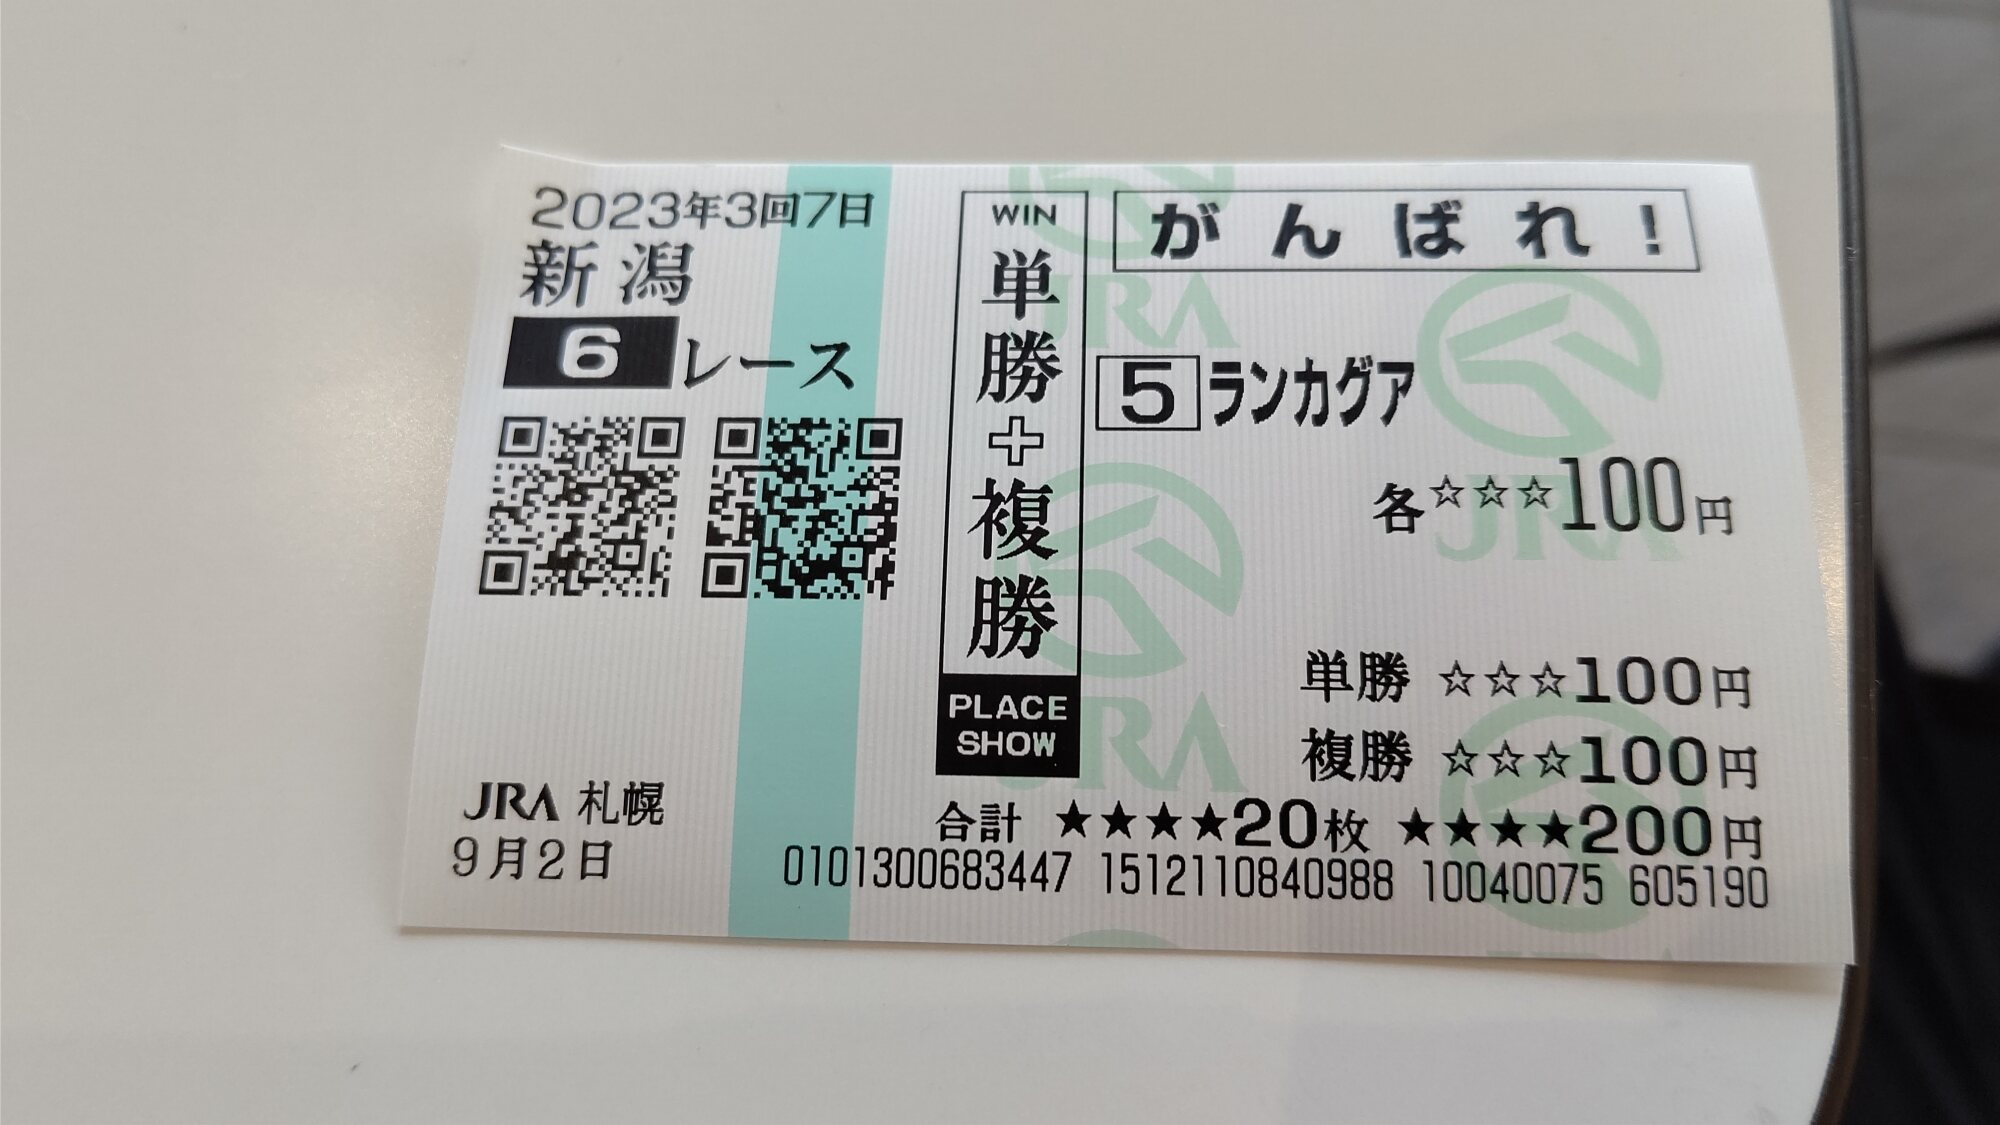 2023年3回7日
新潟
6レース
JRA 札幌
9月2日
WIN
単勝+複勝
PLACE
SHOW
がんばれ!
5 ランカグア
各☆☆☆100円
単勝 ☆☆☆100円
複勝 ☆☆☆100円
合計 ★★★★20枚 ★★★★200円
0101300683447 1512110840988 10040075 605190
JRA
JRA
JRA